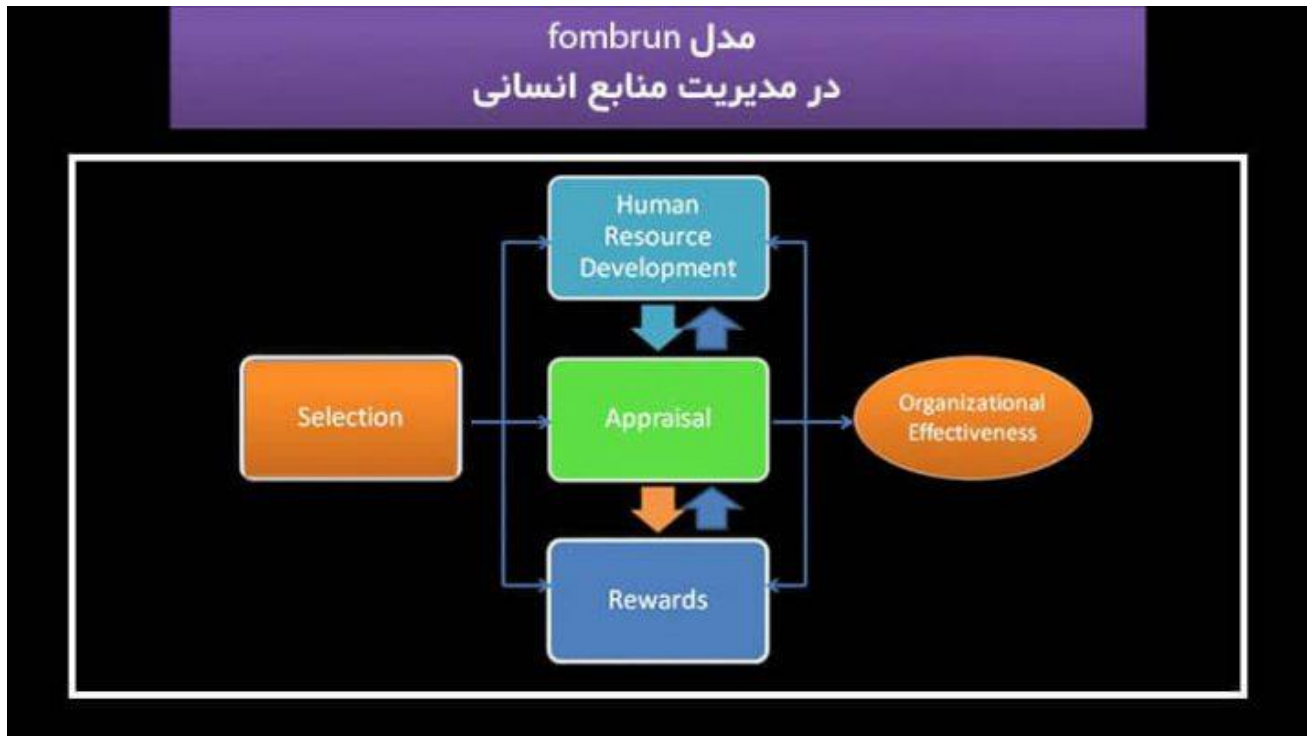 مدل fombrun
در مدیریت منابع انسانی
Human
Resource
Development
Selection
Appraisal
Organizational
Effectiveness
Rewards